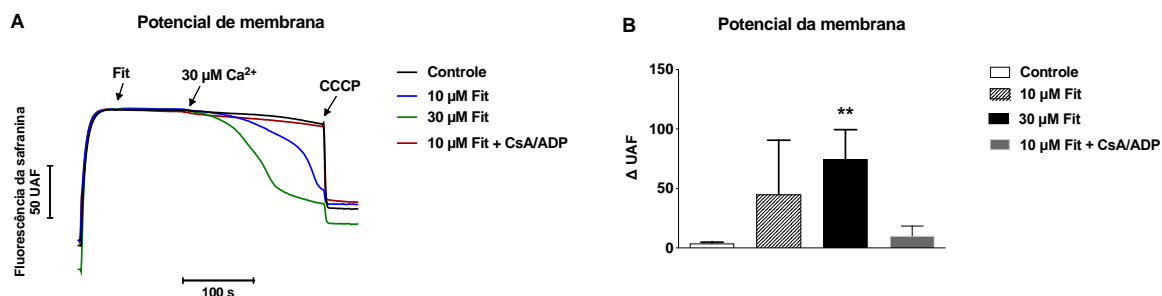 A
Potencial de membrana
Fit
30 µM Ca²⁺
CCCP
Fluorescência da safranina
50 UAF
100 s
Controle
10 µM Fit
30 µM Fit
10 µM Fit + CsA/ADP
B
Potencial da membrana
Δ UAF
150
100
50
0
**
Controle
10 µM Fit
30 µM Fit
10 µM Fit + CsA/ADP